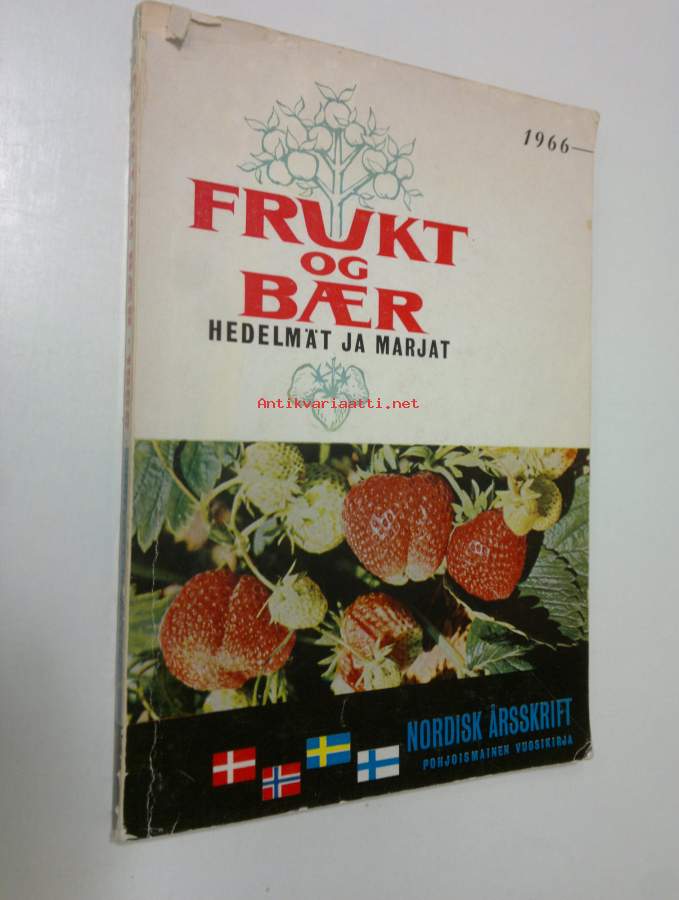 1966—
FRUKT
OG
BÆR
HEDELMÄT JA MARJAT
Antikvariaatti.net
NORDISK ÅRSSKRIFT
POHJOISMAINEN VUOSIKIRJA